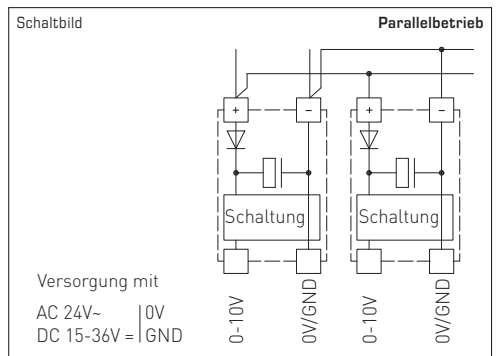 Schaltbild
Parallelbetrieb
+ − + −
Schaltung Schaltung
Versorgung mit
AC 24V~ | 0V
DC 15-36V = | GND
0-10V
0V/GND
0-10V
0V/GND